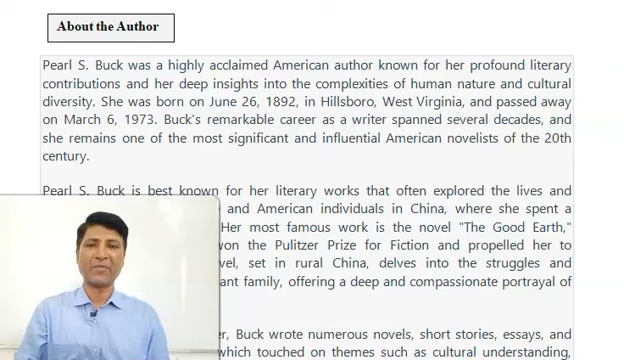 About the Author
Pearl S. Buck was a highly acclaimed American author known for her profound literary
contributions and her deep insights into the complexities of human nature and cultural
diversity. She was born on June 26, 1892, in Hillsboro, West Virginia, and passed away
on March 6, 1973. Buck's remarkable career as a writer spanned several decades, and
she remains one of the most significant and influential American novelists of the 20th
century.
Pearl S. Buck is best known for her literary works that often explored the lives and
and American individuals in China, where she spent a
Her most famous work is the novel "The Good Earth,"
won the Pulitzer Prize for Fiction and propelled her to
set in rural China, delves into the struggles and
family, offering a deep and compassionate portrayal of
Buck wrote numerous novels, short stories, essays, and
which touched on themes such as cultural understanding,